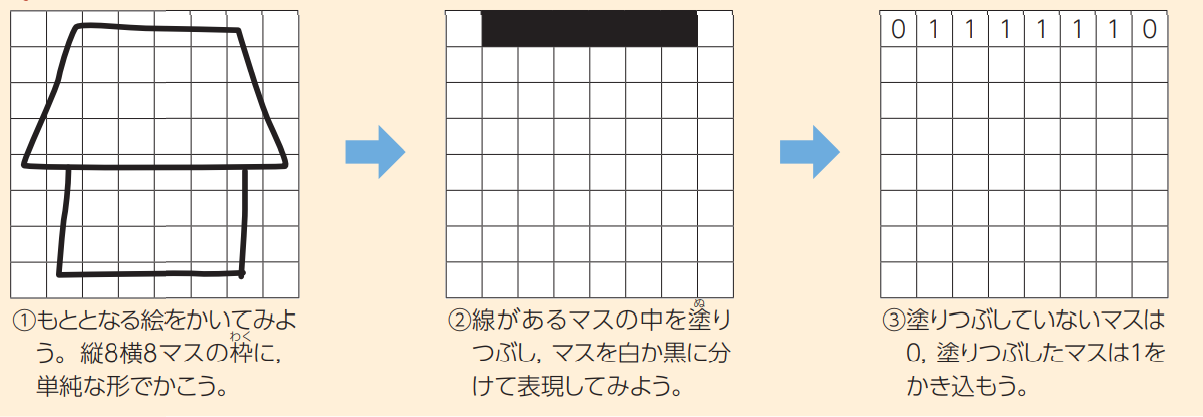 0 1 1 1 1 1 1 0
①もととなる絵をかいてみよ
う。縦8横8マスの枠に,
わく
単純な形でかこう。
②線があるマスの中を塗り
ぬ
つぶし,マスを白か黒に分
けて表現してみよう。
③塗りつぶしていないマスは
0,塗りつぶしたマスは1を
かき込もう。